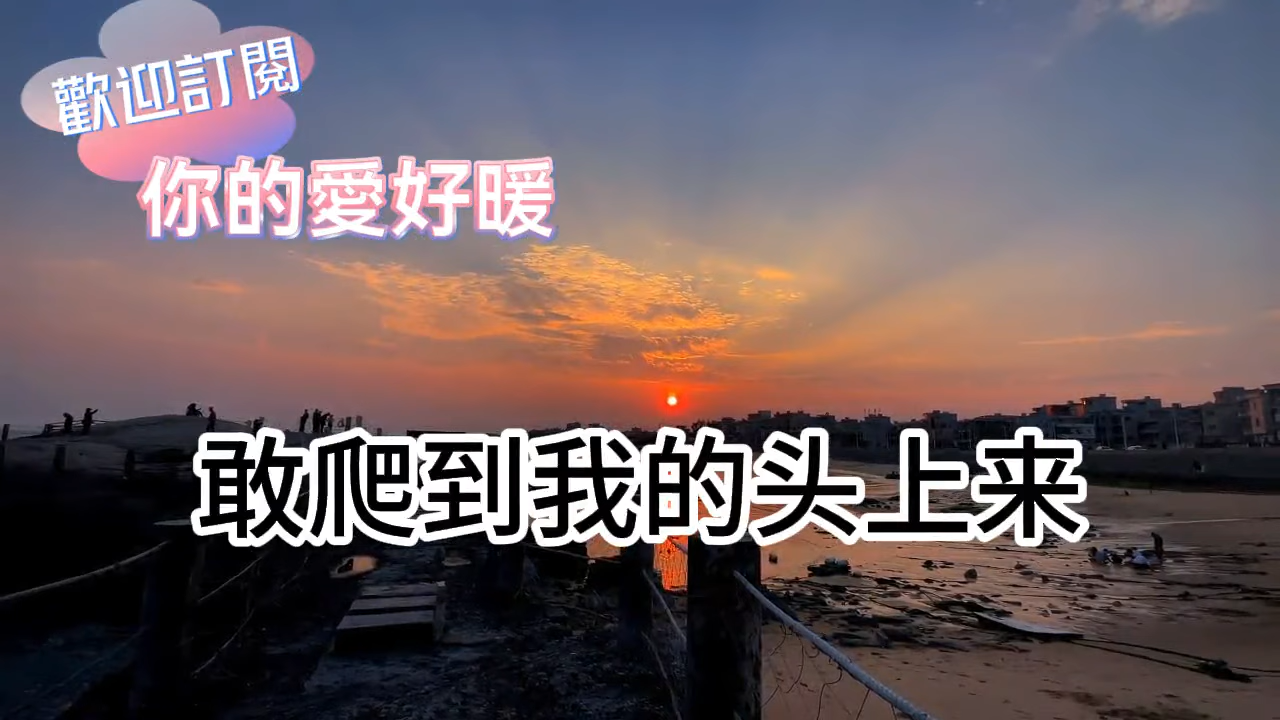 歡迎訂閱
你的愛好暖
敢爬到我的头上来